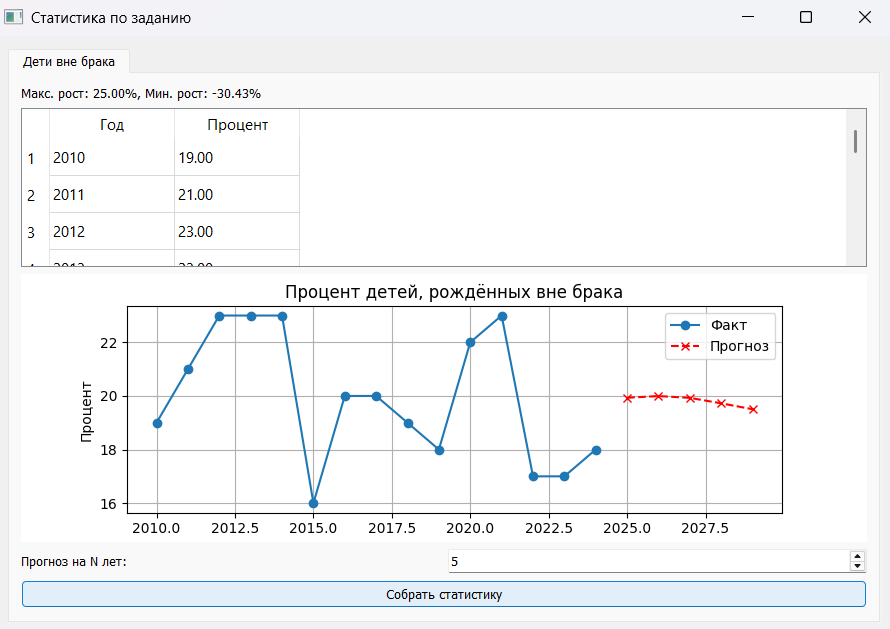 Статистика по заданию
Дети вне брака
Макс. рост: 25.00%, Мин. рост: -30.43%
Год Процент
1 2010 19.00
2 2011 21.00
3 2012 23.00
Процент детей, рождённых вне брака
Факт
Прогноз
Процент
22
20
18
16
2010.0 2012.5 2015.0 2017.5 2020.0 2022.5 2025.0 2027.5
Прогноз на N лет: 5
Собрать статистику